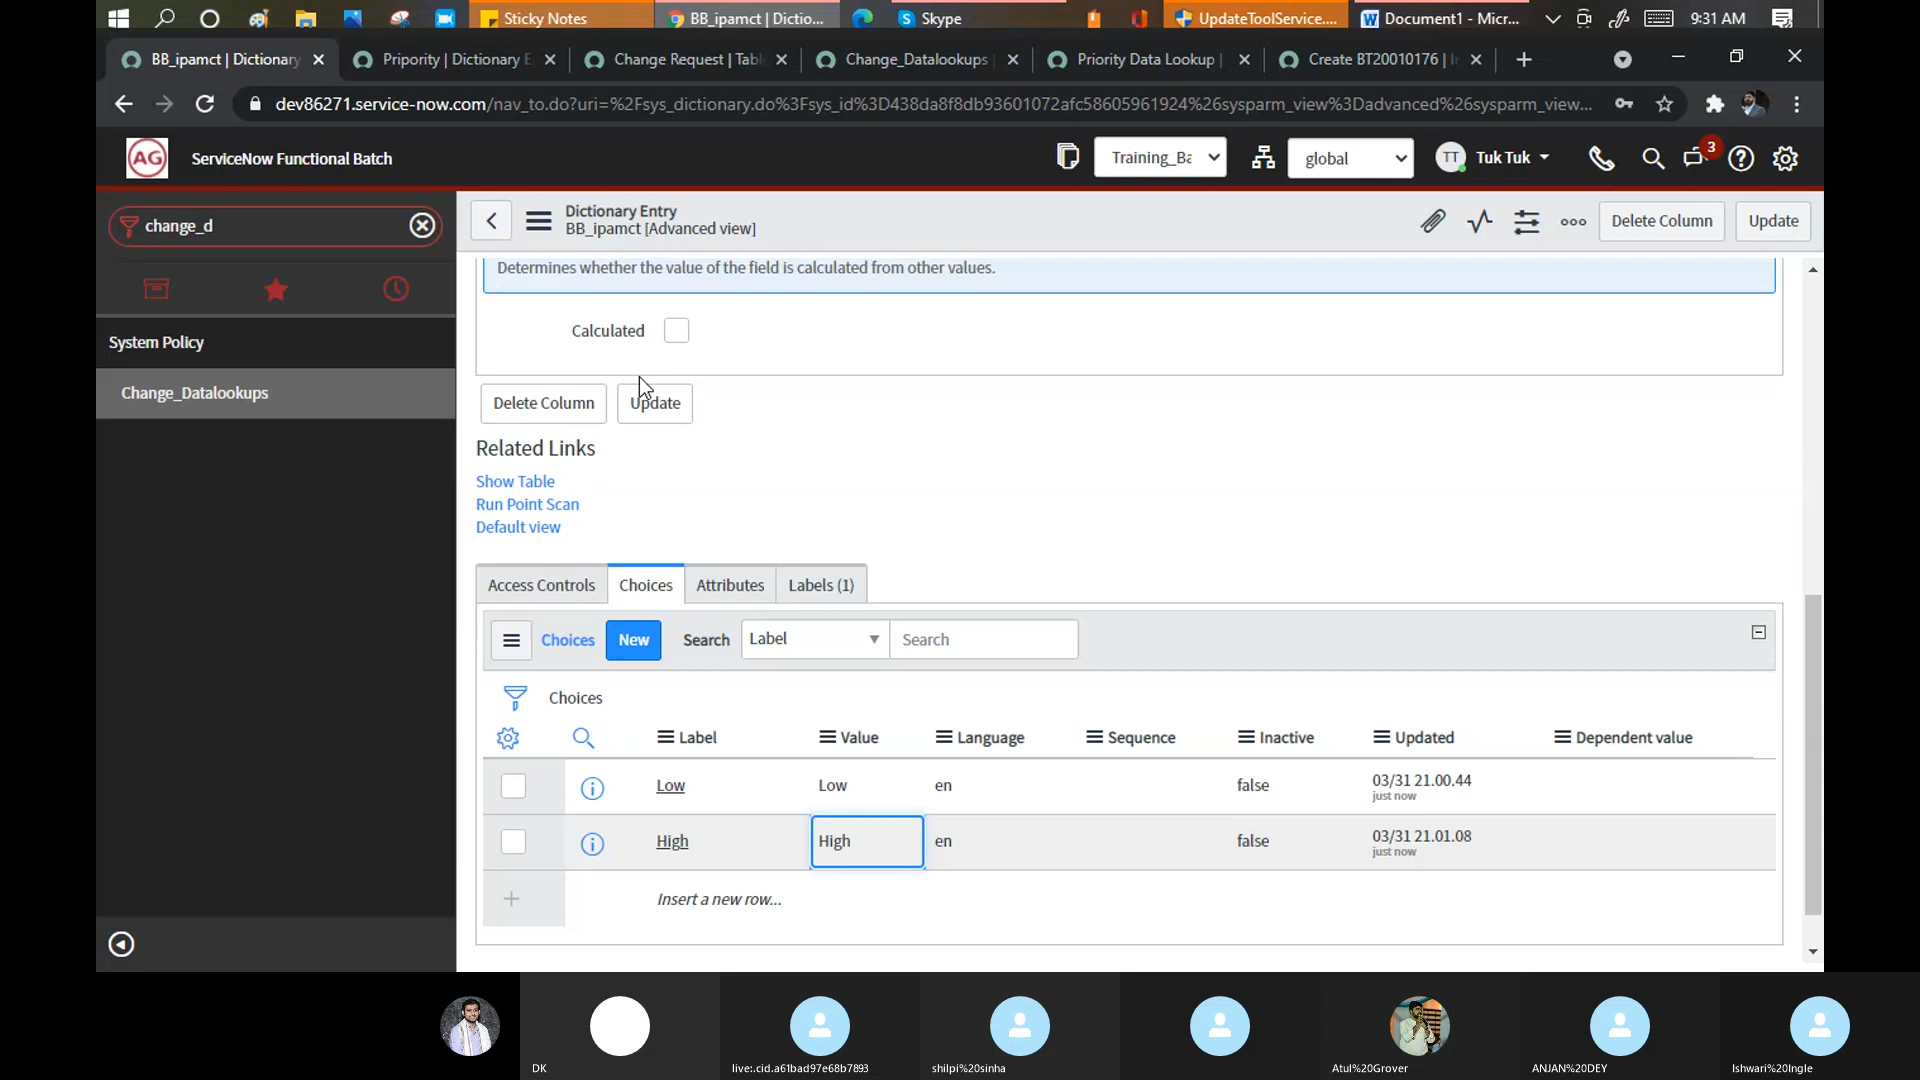 Sticky Notes
BB_ipamct | Dictio...
Skype
UpdateToolService....
Document1 - Micr...
9:31 AM
BB_ipamct | Dictionary
Pripority | Dictionary E
Change Request | Tabl
Change_Datalookups
Priority Data Lookup |
Create BT20010176 | I
dev86271.service-now.com/nav_to.do?uri=%2Fsys_dictionary.do%3Fsys_id%3D438da8f8db93601072afc58605961924%26sysparm_view%3Dadvanced%26sysparm_view...
AG
ServiceNow Functional Batch
Training_Ba
global
TT
Tuk Tuk
3
change_d
Dictionary Entry
BB_ipamct [Advanced view]
Delete Column
Update
Determines whether the value of the field is calculated from other values.
System Policy
Calculated
Change_Datalookups
Delete Column
Update
Related Links
Show Table
Run Point Scan
Default view
Access Controls
Choices
Attributes
Labels (1)
Choices
New
Search
Label
Search
Choices
Label
Value
Language
Sequence
Inactive
Updated
Dependent value
Low
Low
en
false
03/31 21.00.44
just now
High
High
en
false
03/31 21.01.08
just now
Insert a new row...
DK
live:.cid.a61bad97e68b7893
shilpi%20sinha
Atul%20Grover
ANJAN%20DEY
Ishwari%20Ingle